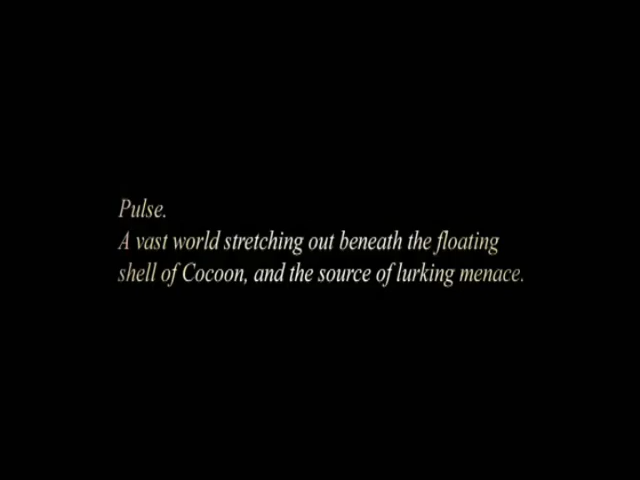 Pulse.
A vast world stretching out beneath the floating
shell of Cocoon, and the source of lurking menace.